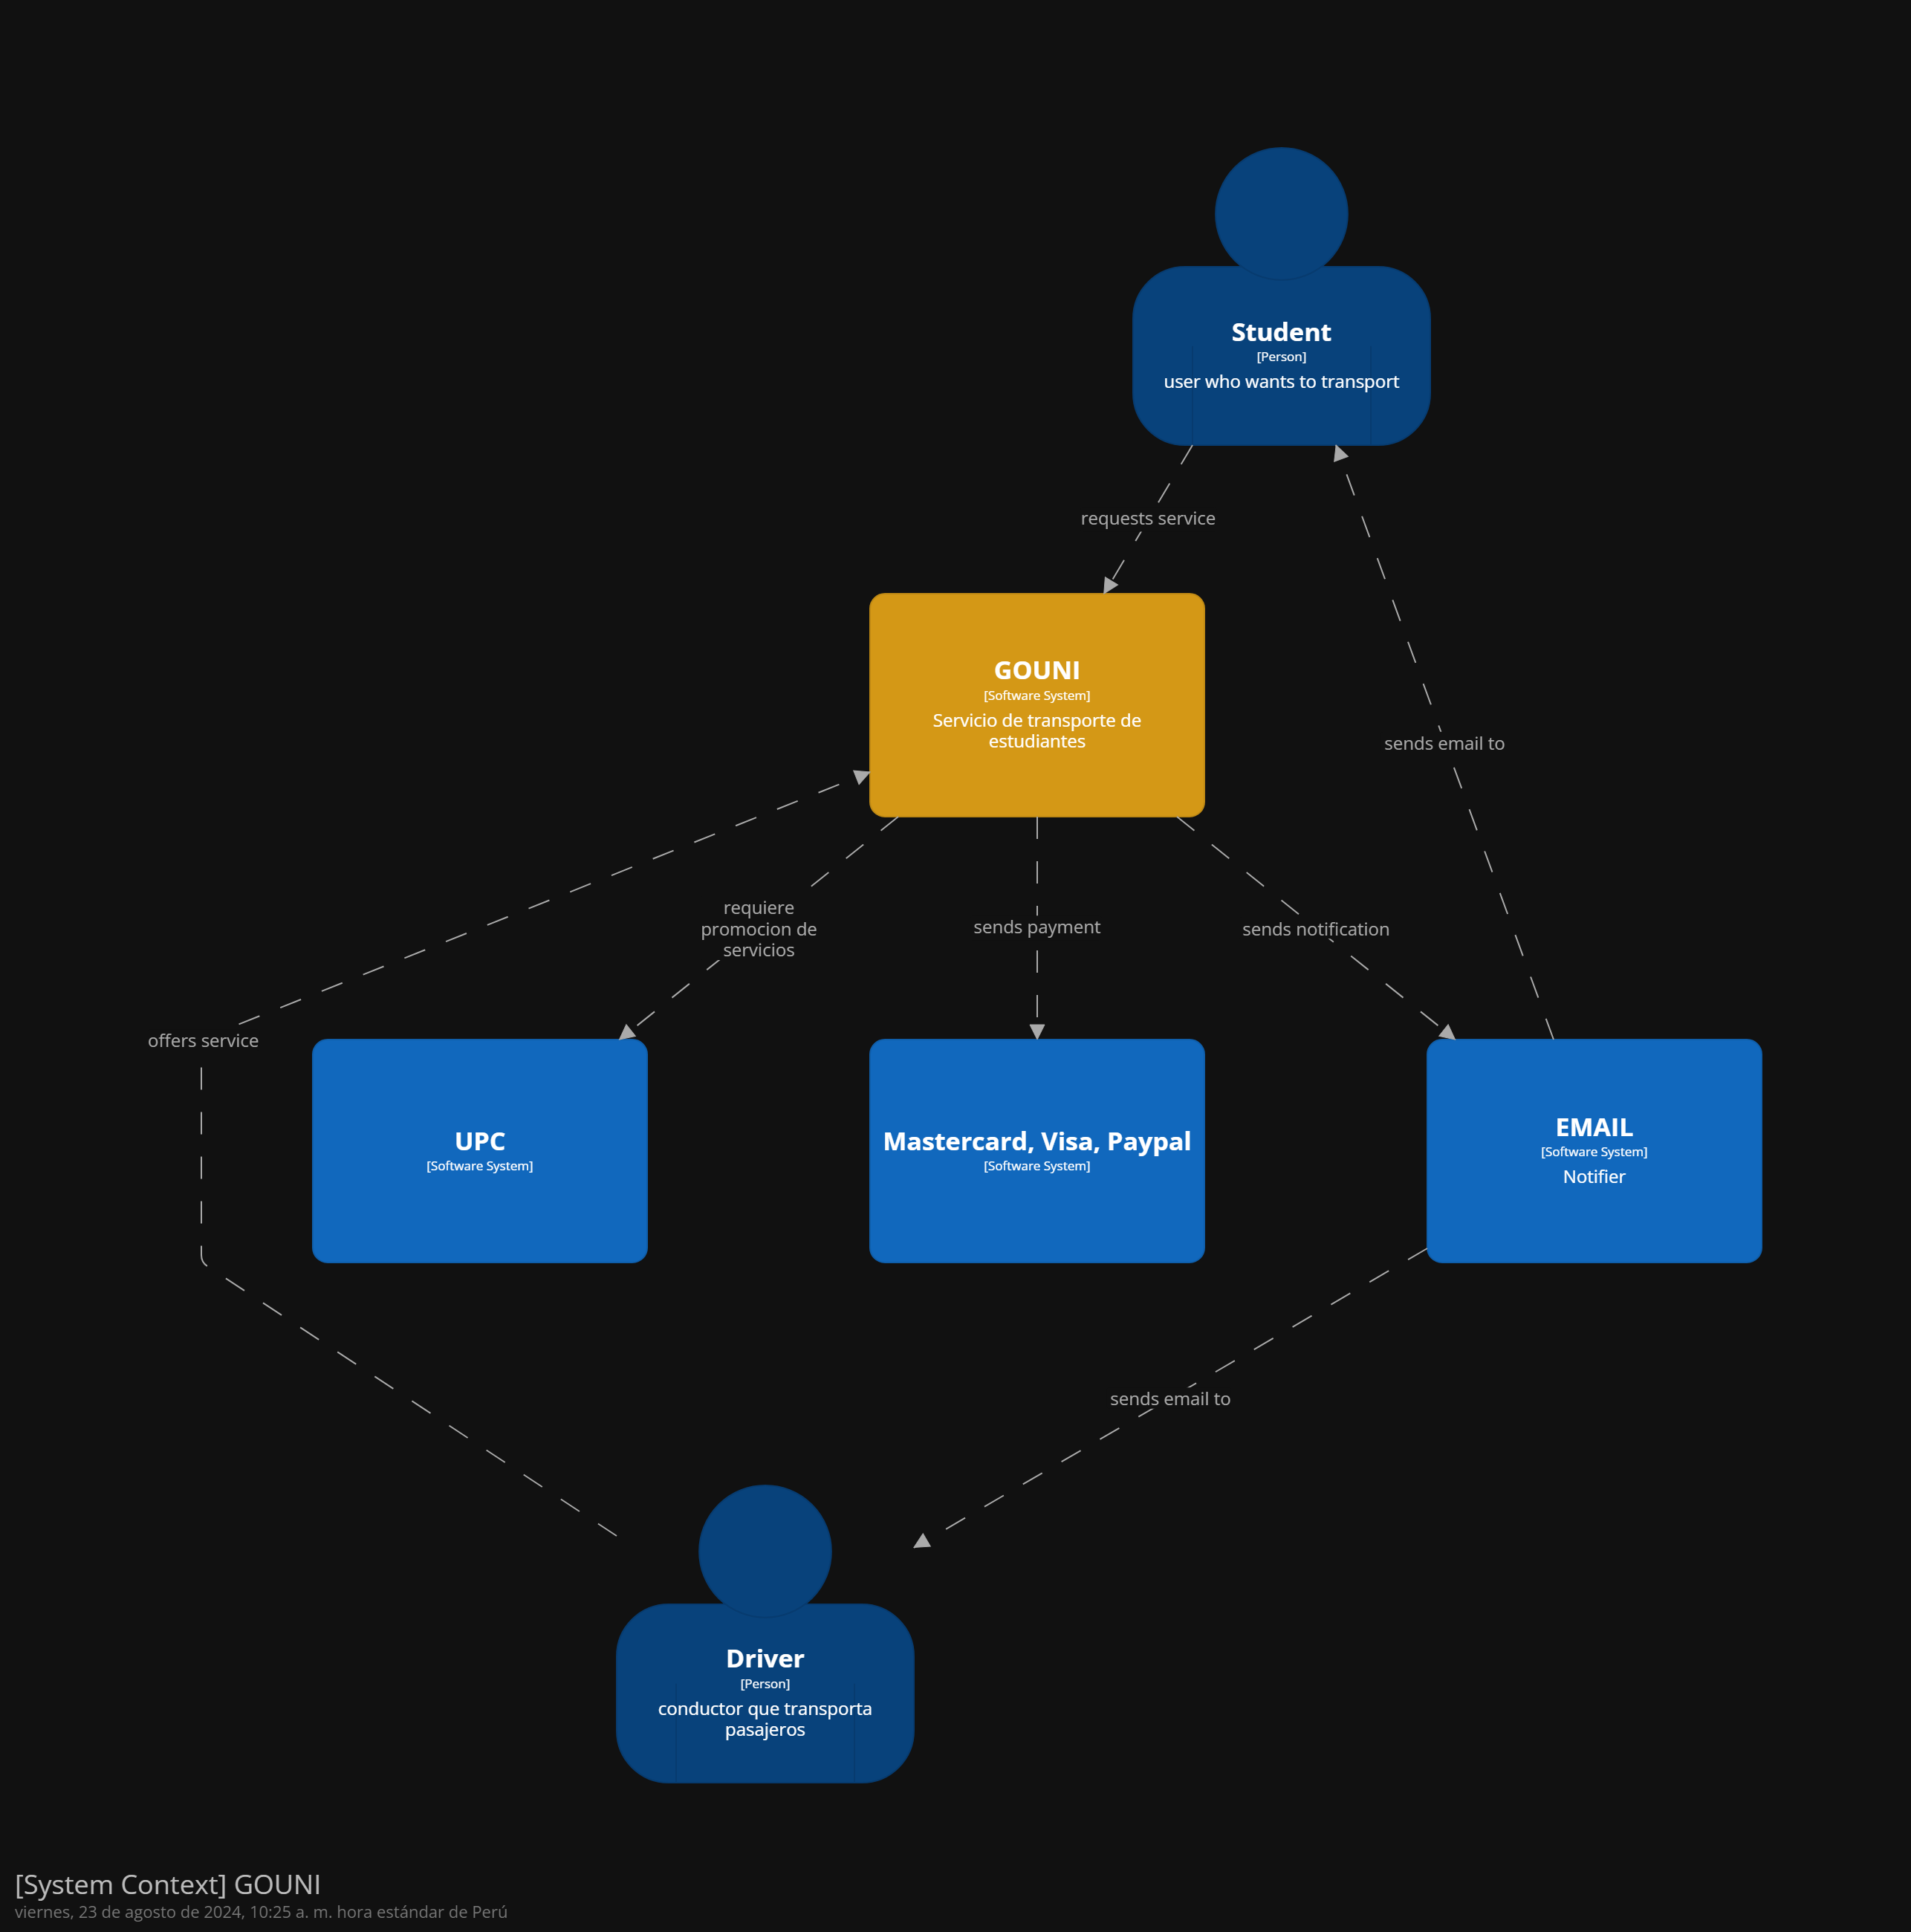 Student
[Person]
user who wants to transport
requests service
GOUNI
[Software System]
Servicio de transporte de
estudiantes
sends email to
requiere
promocion de
servicios
sends payment
sends notification
offers service
UPC
[Software System]
Mastercard, Visa, Paypal
[Software System]
EMAIL
[Software System]
Notifier
sends email to
Driver
[Person]
conductor que transporta
pasajeros
[System Context] GOUNI
viernes, 23 de agosto de 2024, 10:25 a. m. hora estándar de Perú